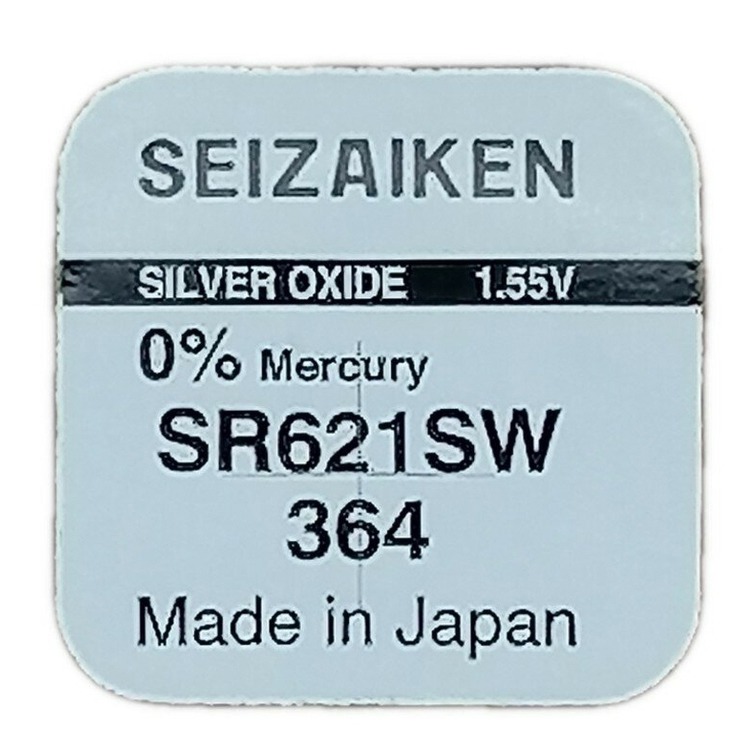 SEIZAIKEN
SILVER OXIDE 1.55V
0% Mercury
SR621SW
364
Made in Japan